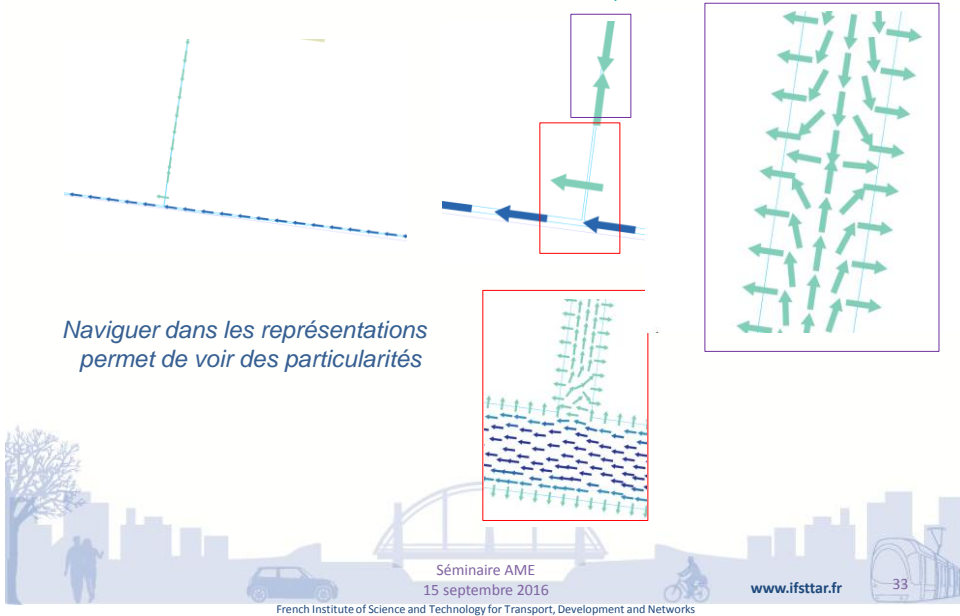 Naviguer dans les représentations
permet de voir des particularités
Séminaire AME
15 septembre 2016
www.ifsttar.fr
33
French Institute of Science and Technology for Transport, Development and Networks